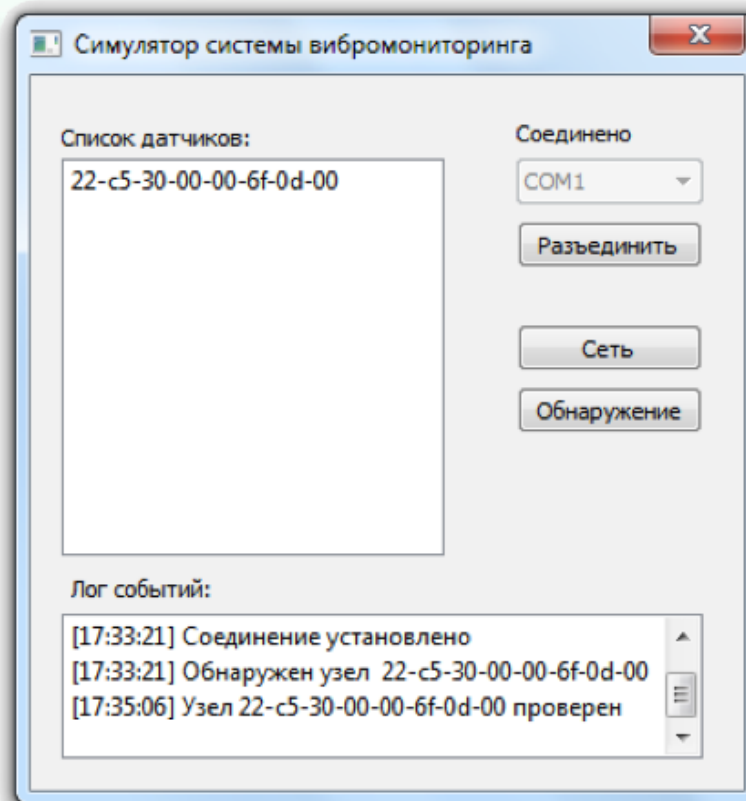 Симулятор системы вибромониторинга
Список датчиков:
22-c5-30-00-00-6f-0d-00
Соединено
COM1
Разъединить
Сеть
Обнаружение
Лог событий:
[17:33:21] Соединение установлено
[17:33:21] Обнаружен узел 22-c5-30-00-00-6f-0d-00
[17:35:06] Узел 22-c5-30-00-00-6f-0d-00 проверен